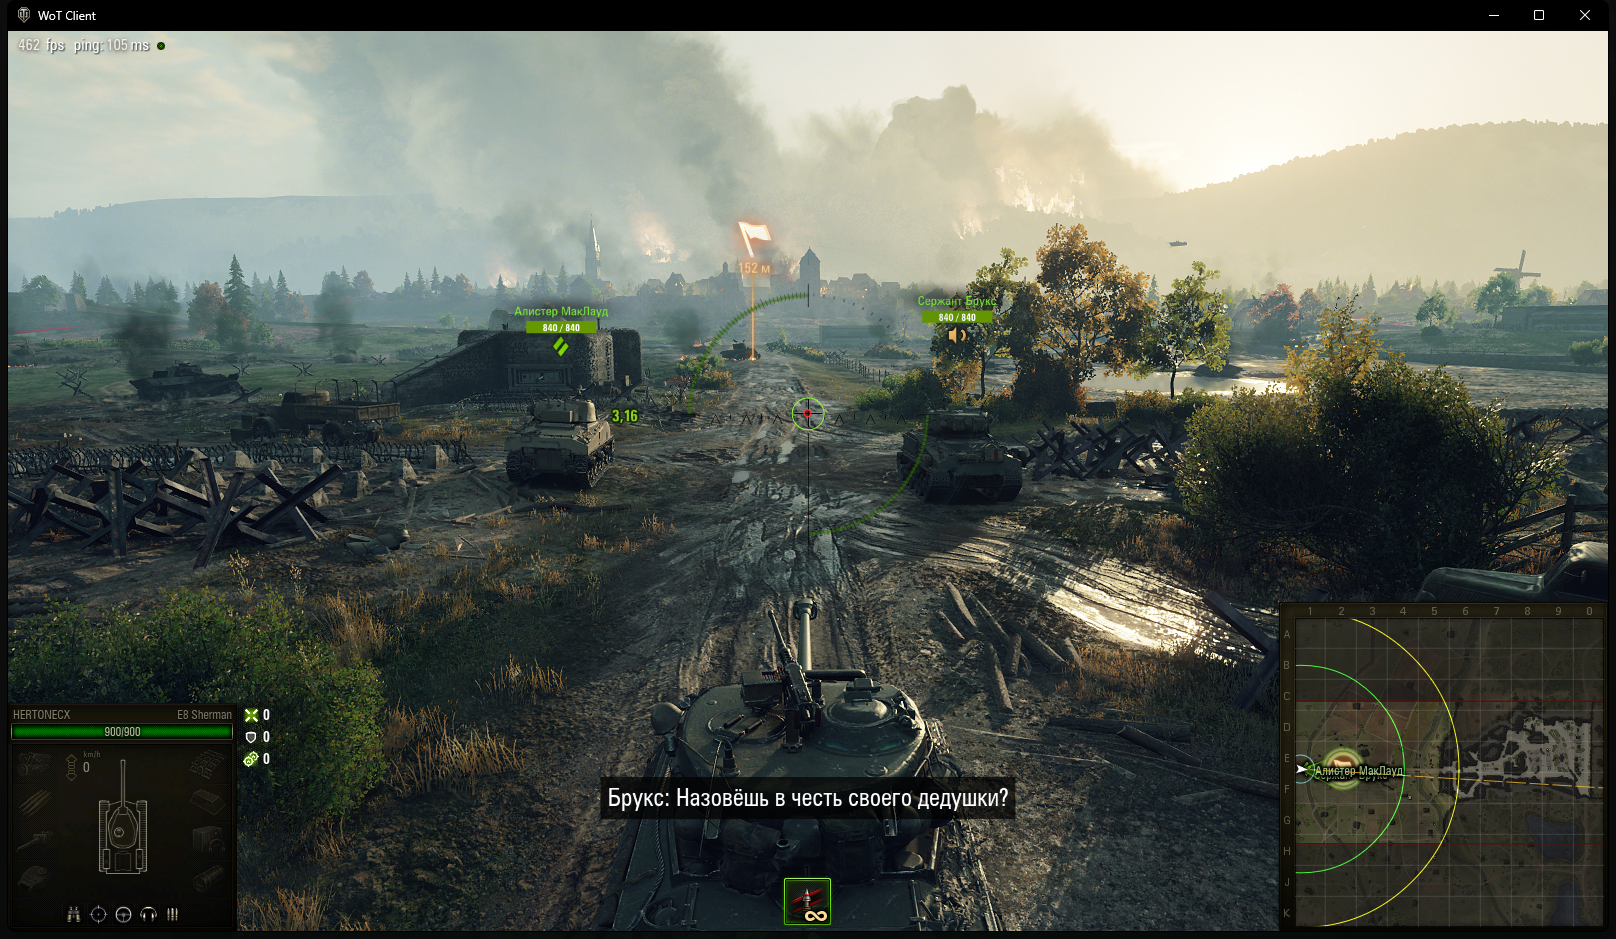 WoT Client
462 fps ping: 105 ms
152 м
Алистер МакЛауд
840 / 840
Сержант Брукс
840 / 840
3,16
HERTONECX E8 Sherman
900/900
km/h
0
0
0
0
Брукс: Назовёшь в честь своего дедушки?
1 2 3 4 5 6 7 8 9 0
A
B
C
D
E
F
G
H
J
K
Алистер МакЛауд
Сержант Брукс